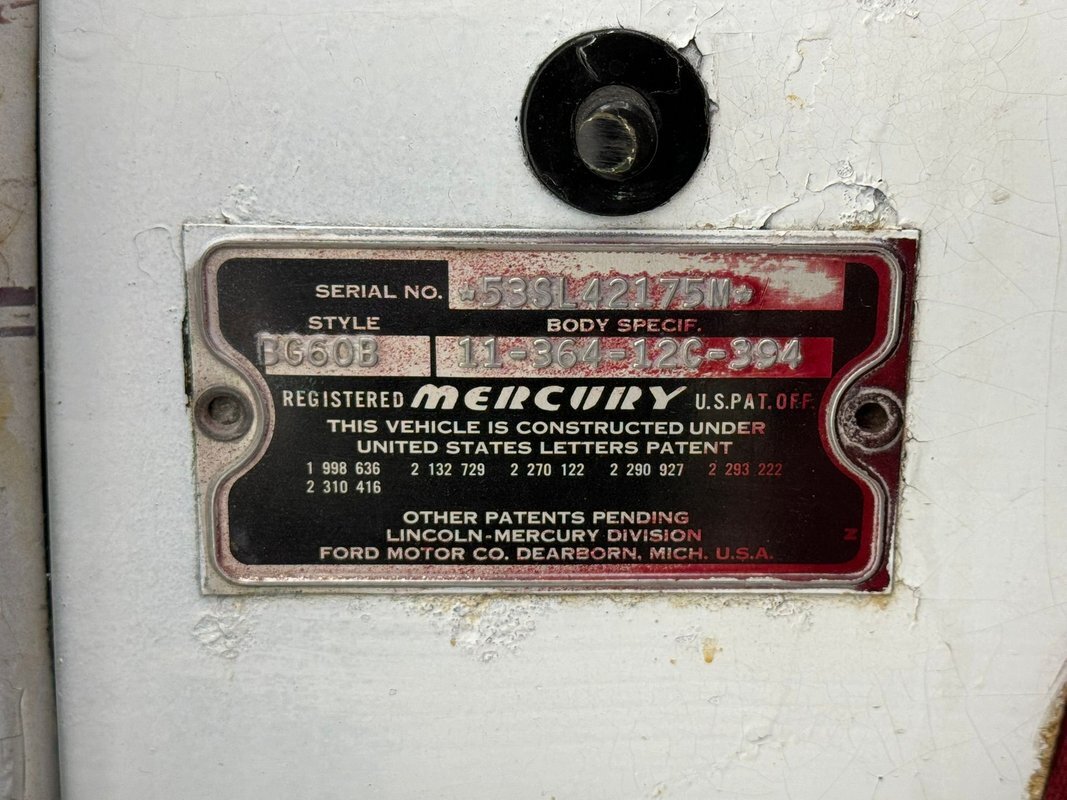 SERIAL NO. *53SL42175M*
STYLE BODY SPECIF.
BG60B 11-364-12C-394
REGISTERED MERCURY U.S.PAT.OFF.
THIS VEHICLE IS CONSTRUCTED UNDER
UNITED STATES LETTERS PATENT
1 998 636 2 132 729 2 270 122 2 290 927 2 293 222
2 310 416
OTHER PATENTS PENDING
LINCOLN-MERCURY DIVISION
FORD MOTOR CO. DEARBORN, MICH. U.S.A.
N